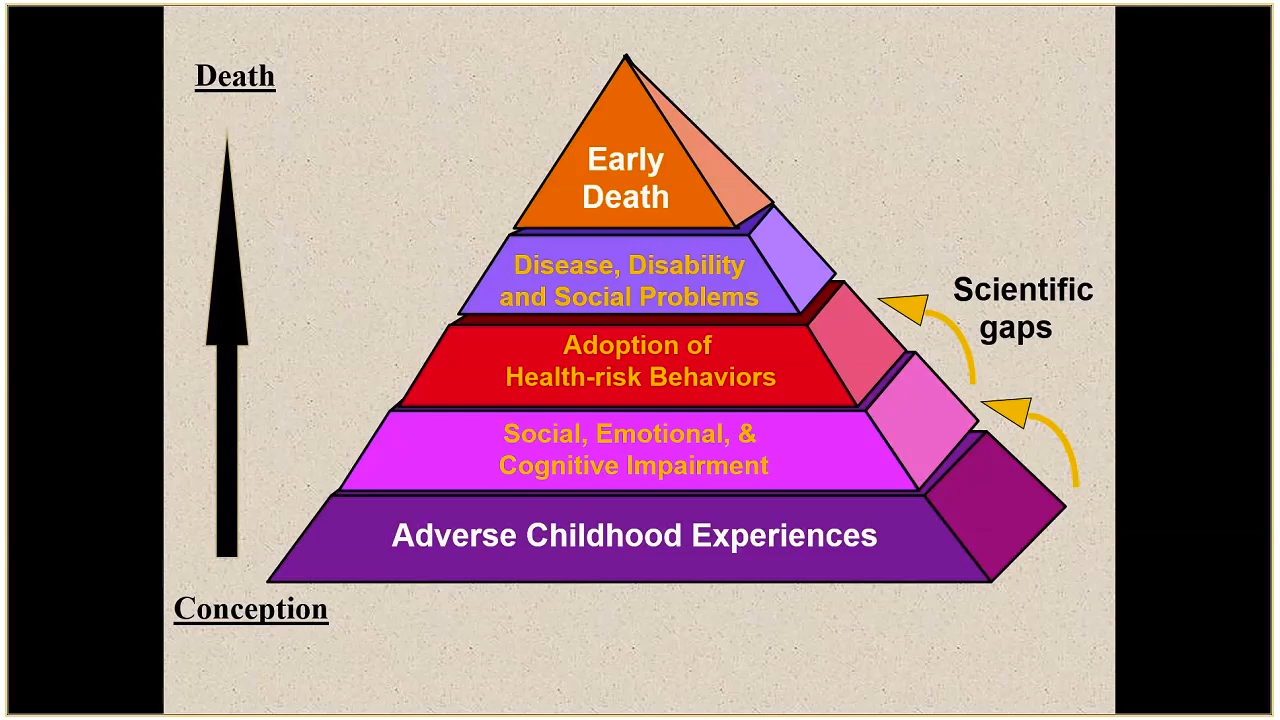 Death
Early
Death
Disease, Disability
and Social Problems
Scientific
gaps
Adoption of
Health-risk Behaviors
Social, Emotional, &
Cognitive Impairment
Adverse Childhood Experiences
Conception